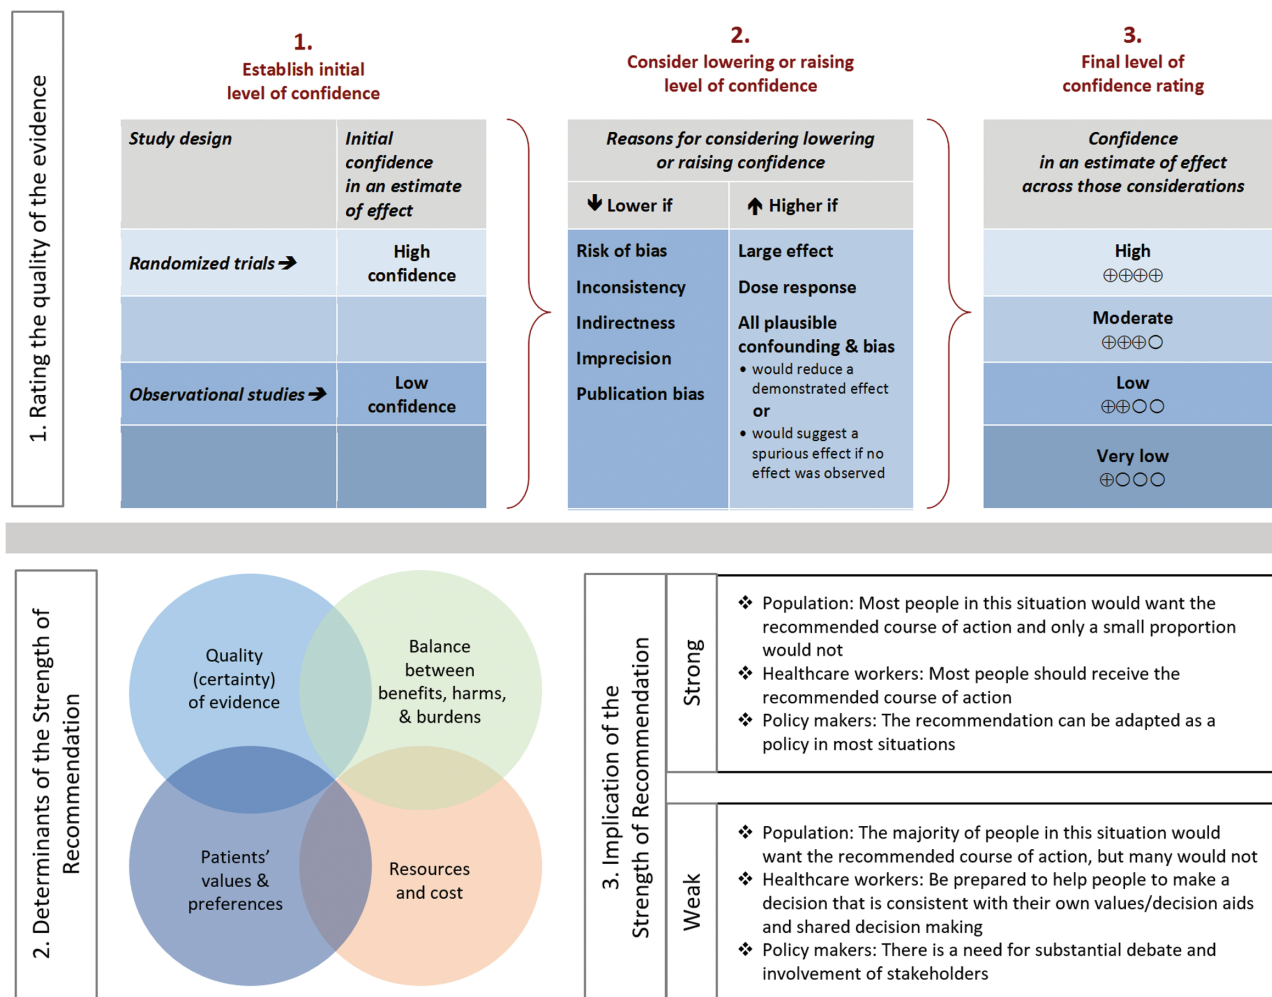 1. Rating the quality of the evidence
1.
Establish initial
level of confidence
2.
Consider lowering or raising
level of confidence
3.
Final level of
confidence rating
Study design
Initial
confidence
in an estimate
of effect
Randomized trials ➔
High
confidence
Observational studies ➔
Low
confidence
Reasons for considering lowering
or raising confidence
🡻 Lower if
🡹 Higher if
Risk of bias
Inconsistency
Indirectness
Imprecision
Publication bias
Large effect
Dose response
All plausible
confounding & bias
• would reduce a
demonstrated effect
or
• would suggest a
spurious effect if no
effect was observed
Confidence
in an estimate of effect
across those considerations
High
⊕⊕⊕⊕
Moderate
⊕⊕⊕○
Low
⊕⊕○○
Very low
⊕○○○
2. Determinants of the Strength of
Recommendation
Quality
(certainty)
of evidence
Balance
between
benefits, harms,
& burdens
Patients’
values &
preferences
Resources
and cost
3. Implication of the
Strength of Recommendation
Strong
❖ Population: Most people in this situation would want the
recommended course of action and only a small proportion
would not
❖ Healthcare workers: Most people should receive the
recommended course of action
❖ Policy makers: The recommendation can be adapted as a
policy in most situations
Weak
❖ Population: The majority of people in this situation would
want the recommended course of action, but many would not
❖ Healthcare workers: Be prepared to help people to make a
decision that is consistent with their own values/decision aids
and shared decision making
❖ Policy makers: There is a need for substantial debate and
involvement of stakeholders